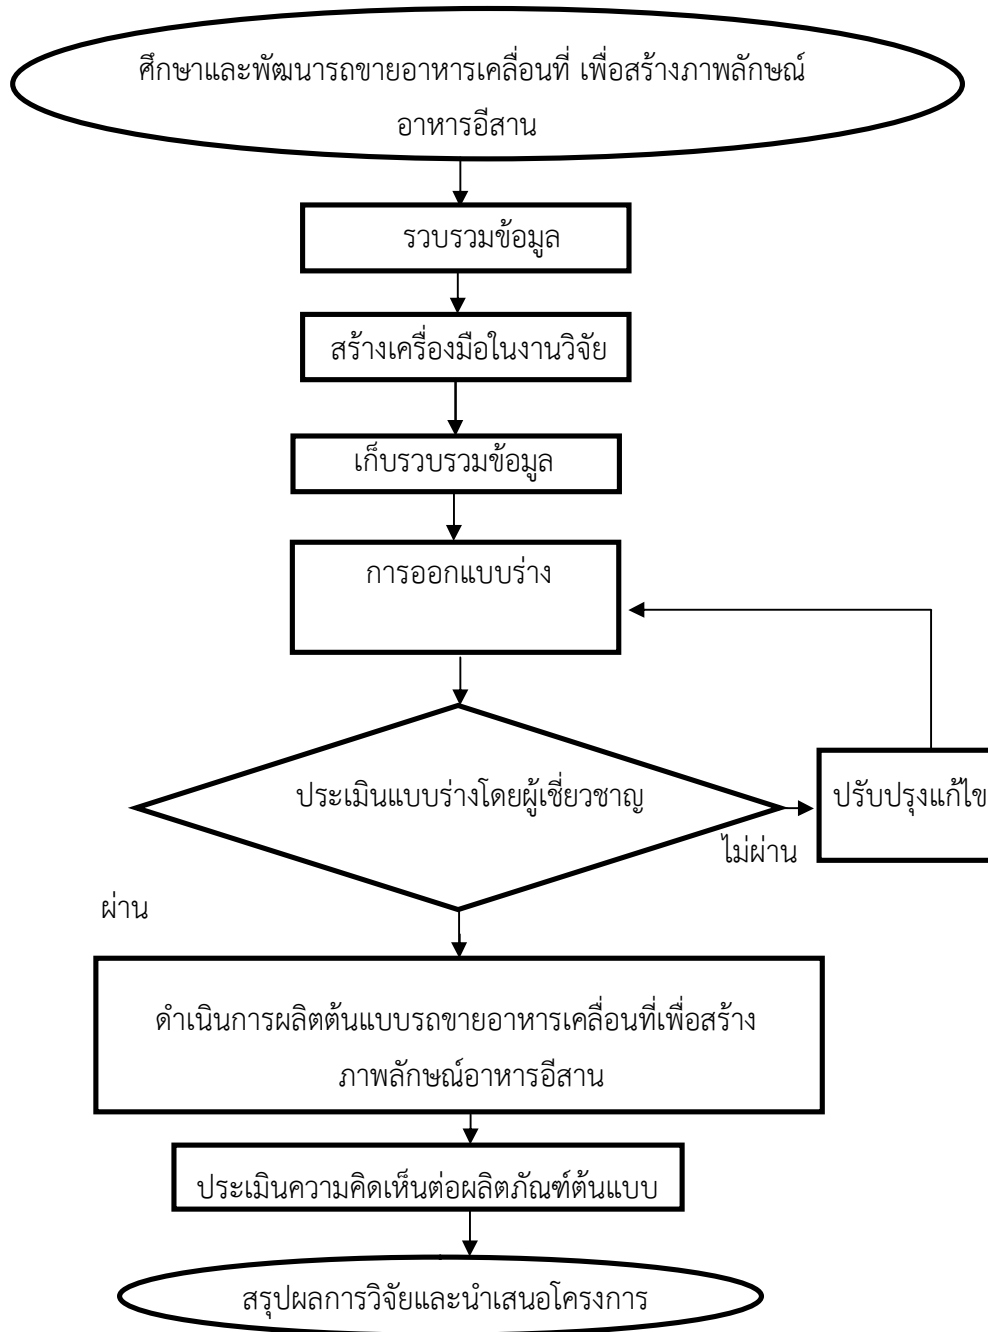 ศึกษาและพัฒนารถขายอาหารเคลื่อนที่ เพื่อสร้างภาพลักษณ์
อาหารอีสาน
รวบรวมข้อมูล
สร้างเครื่องมือในงานวิจัย
เก็บรวบรวมข้อมูล
การออกแบบร่าง
ประเมินแบบร่างโดยผู้เชี่ยวชาญ
ปรับปรุงแก้ไข
ไม่ผ่าน
ผ่าน
ดำเนินการผลิตต้นแบบรถขายอาหารเคลื่อนที่เพื่อสร้าง
ภาพลักษณ์อาหารอีสาน
ประเมินความคิดเห็นต่อผลิตภัณฑ์ต้นแบบ
สรุปผลการวิจัยและนำเสนอโครงการ